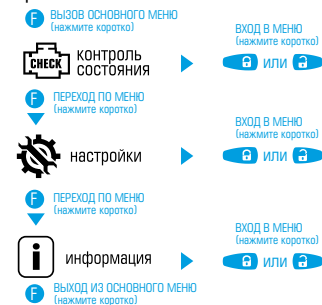 F ВЫЗОВ ОСНОВНОГО МЕНЮ
(нажмите коротко)
ВХОД В МЕНЮ
(нажмите коротко)
CHECK контроль
состояния
или
F ПЕРЕХОД ПО МЕНЮ
(нажмите коротко)
ВХОД В МЕНЮ
(нажмите коротко)
настройки
или
F ПЕРЕХОД ПО МЕНЮ
(нажмите коротко)
ВХОД В МЕНЮ
(нажмите коротко)
i информация
или
F ВЫХОД ИЗ ОСНОВНОГО МЕНЮ
(нажмите коротко)